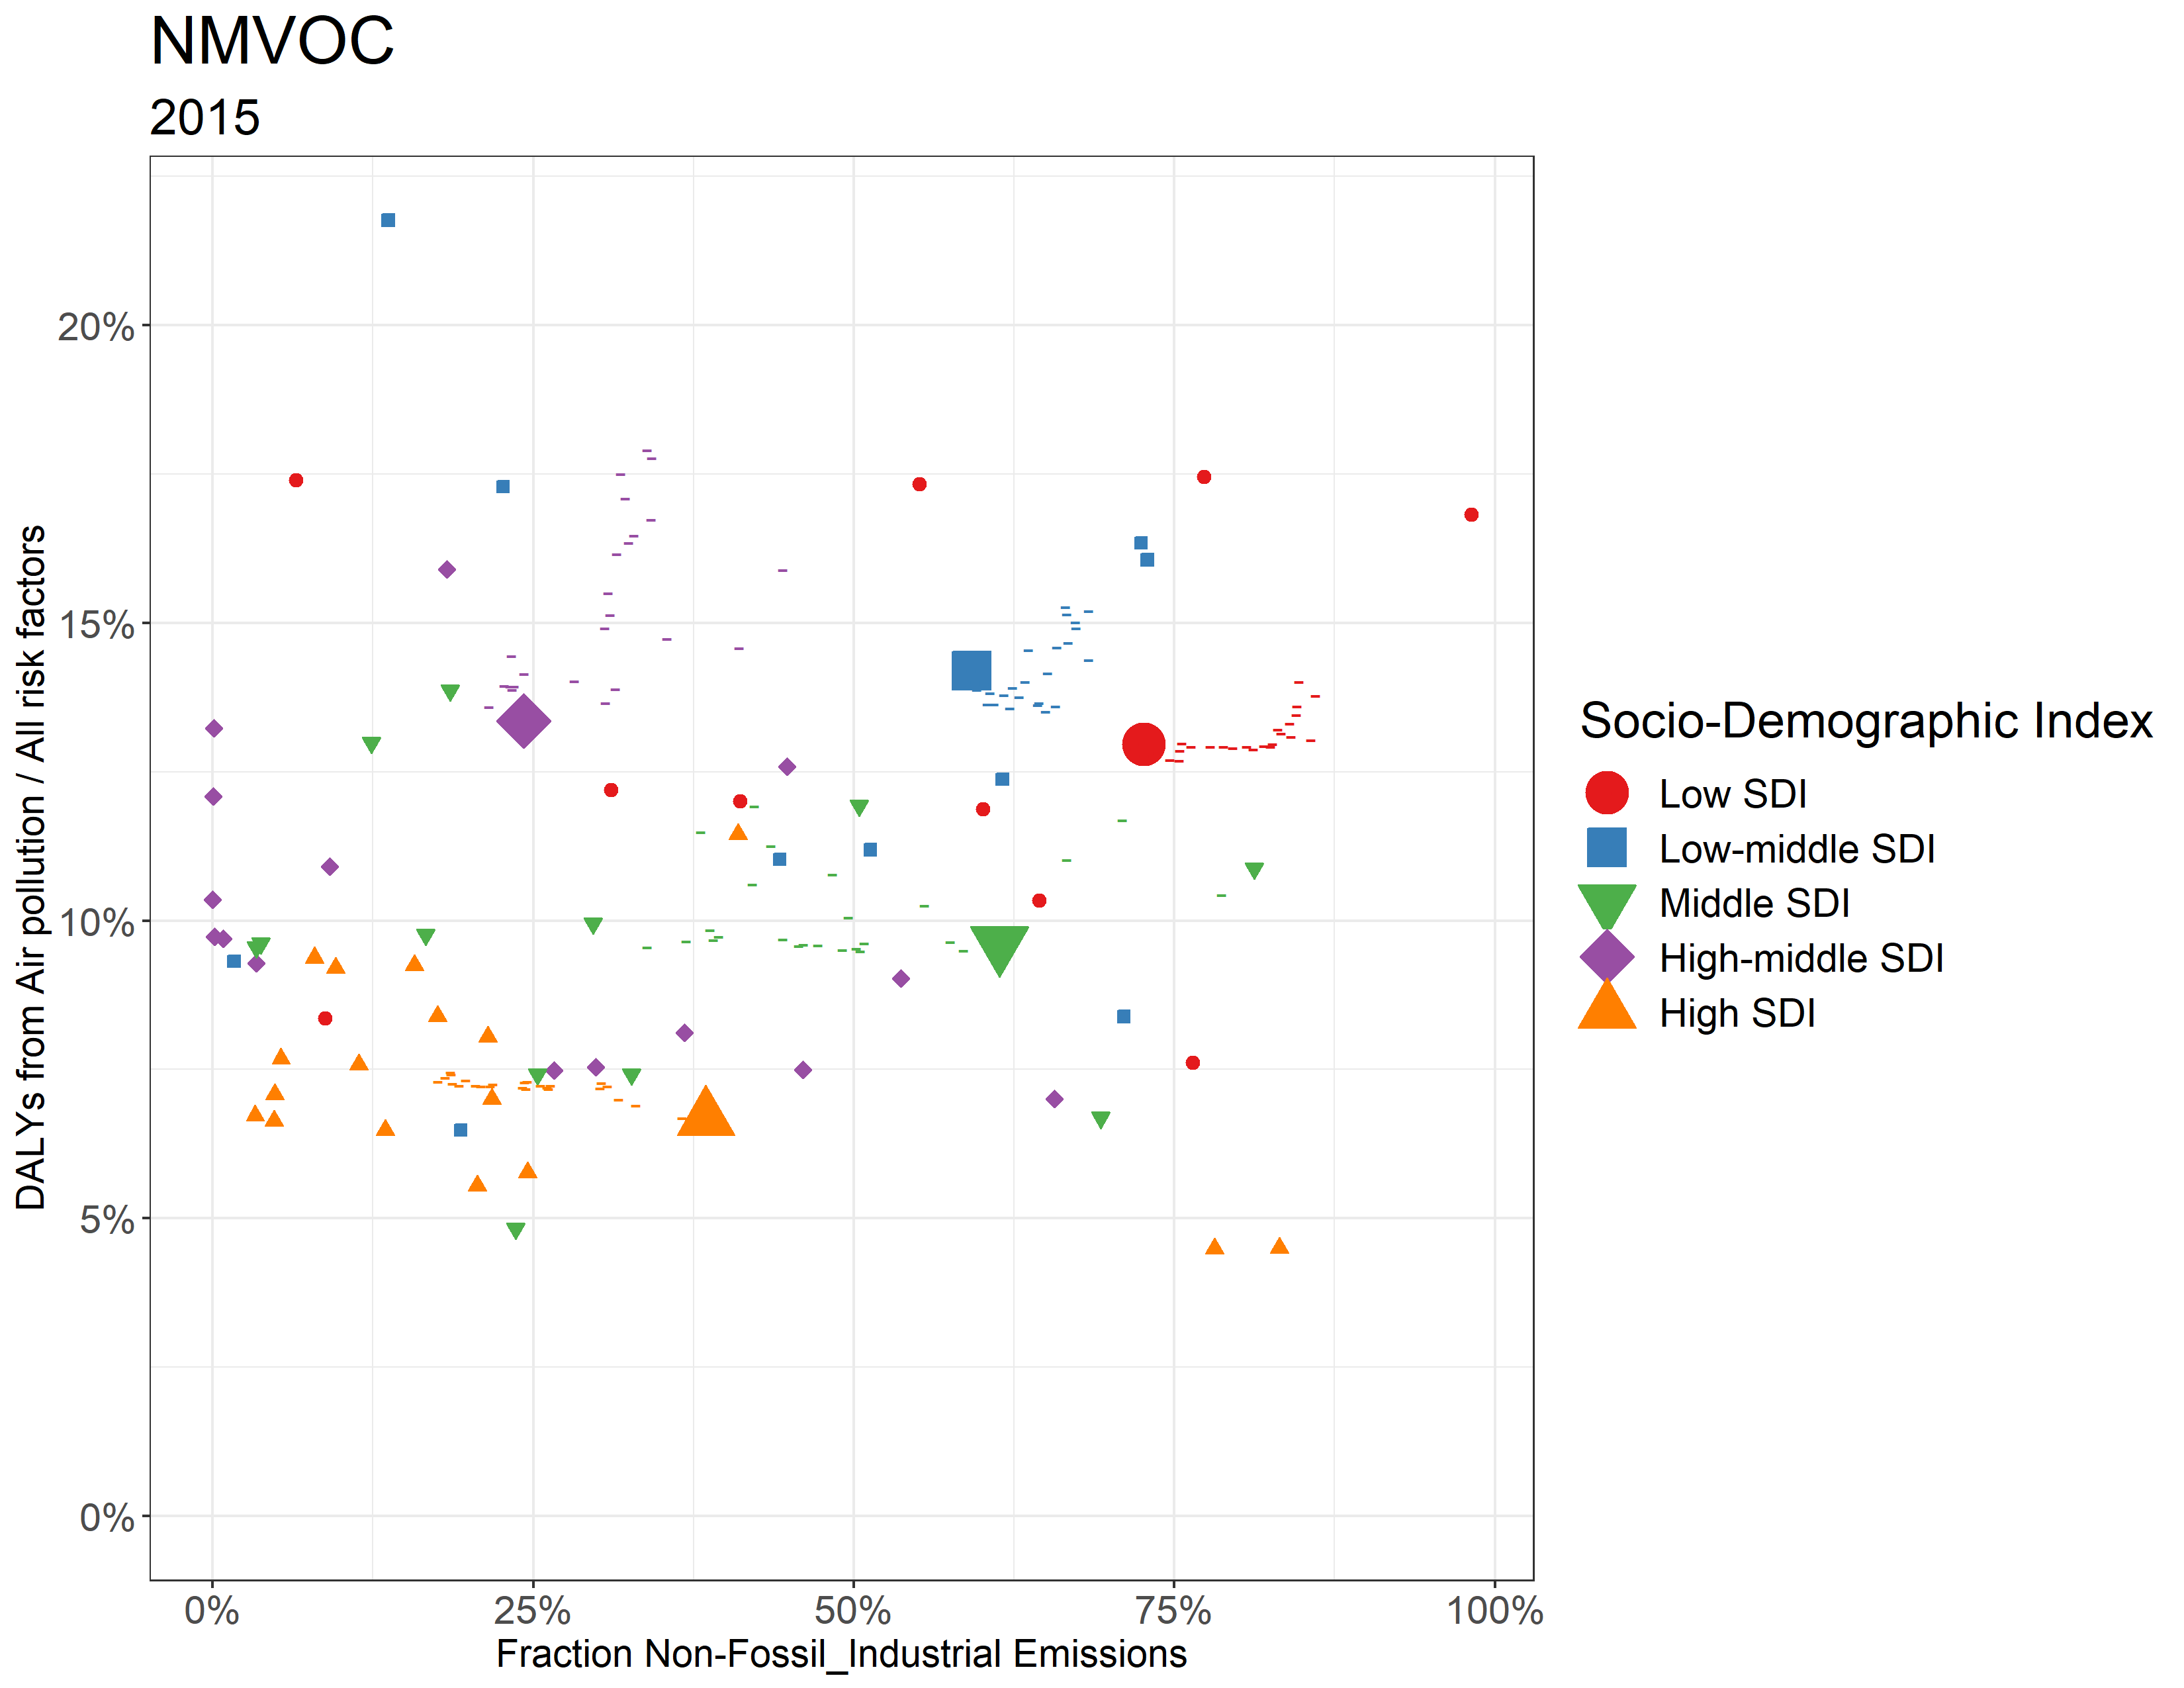 NMVOC
2015
DALYs from Air pollution / All risk factors
20%
15%
10%
5%
0%
0% 25% 50% 75% 100%
Fraction Non-Fossil_Industrial Emissions
Socio-Demographic Index
Low SDI
Low-middle SDI
Middle SDI
High-middle SDI
High SDI